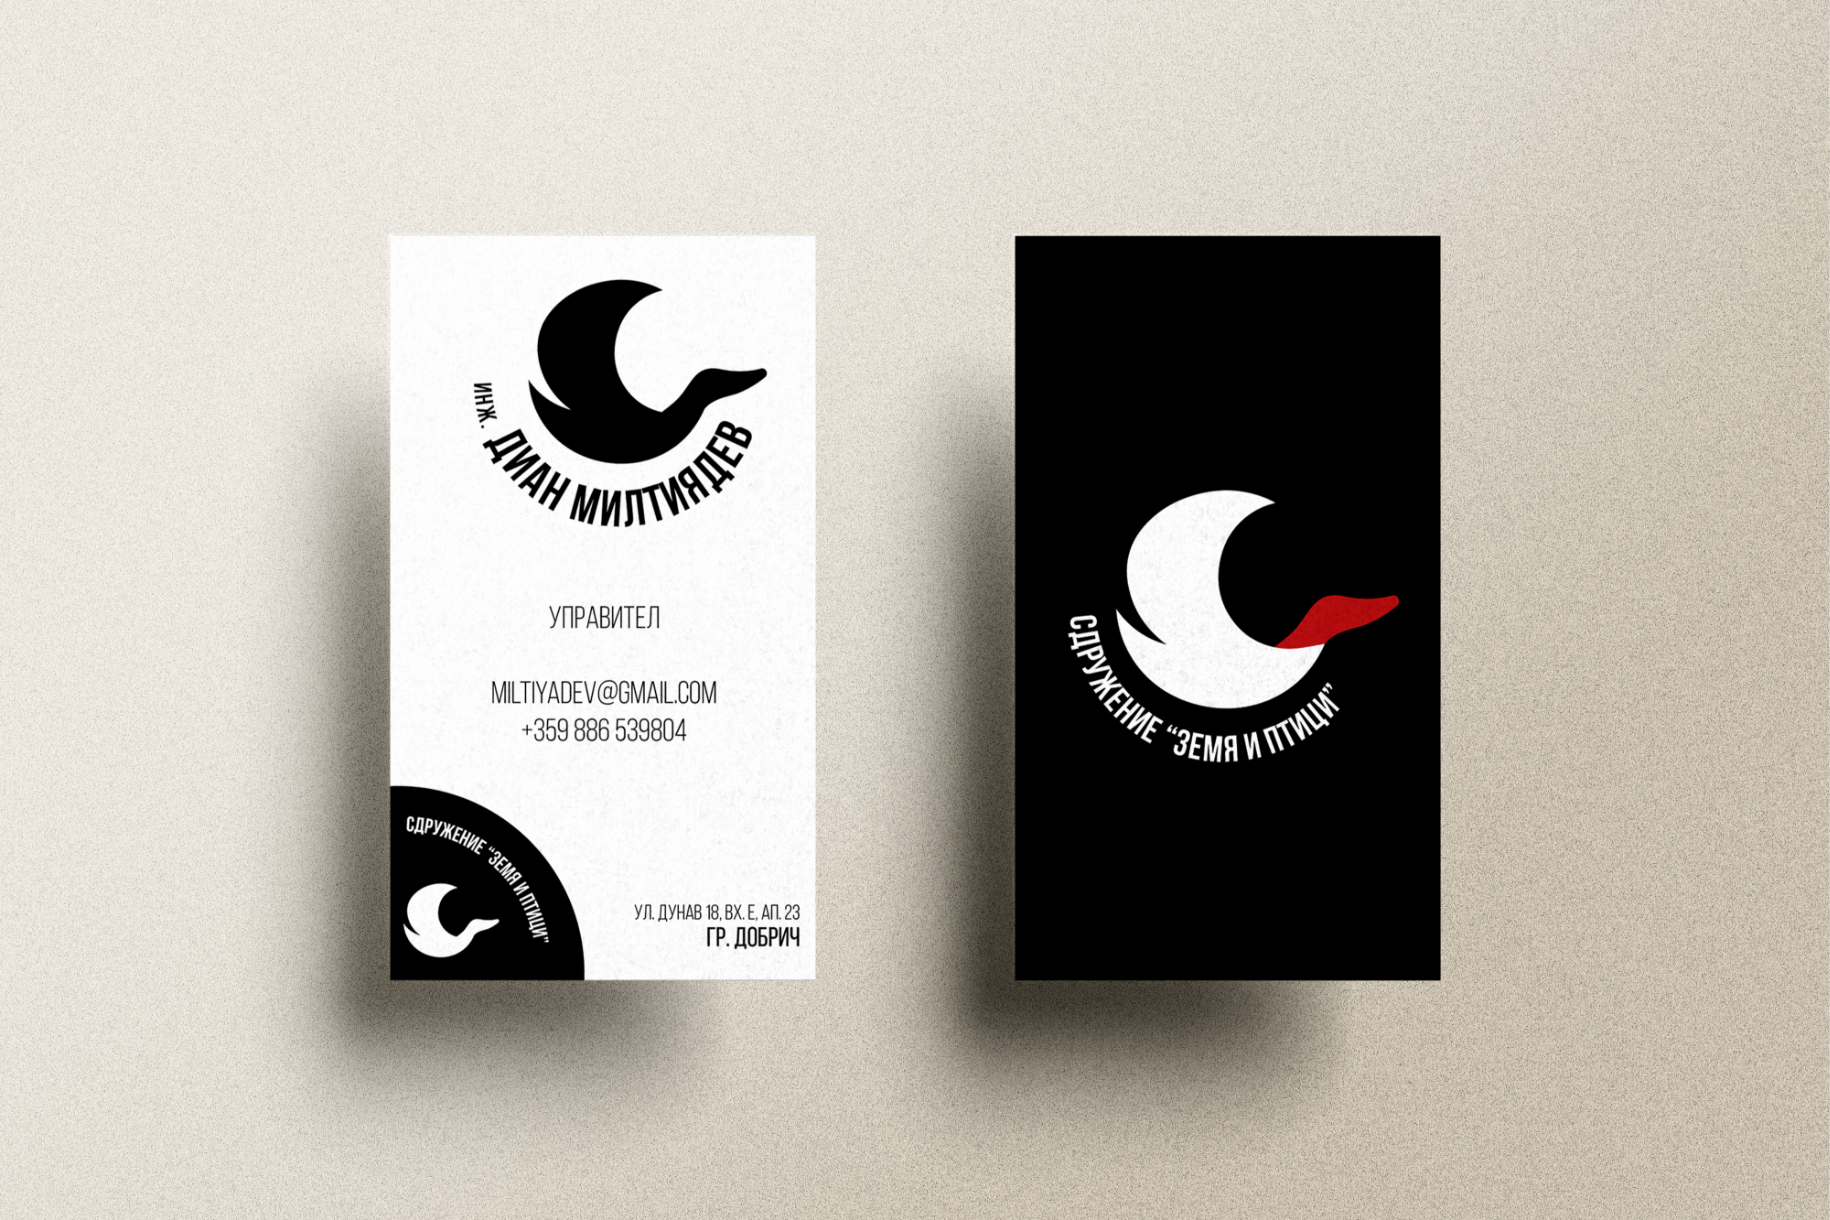 ИНЖ. ДИАН МИЛТИЯДЕВ
УПРАВИТЕЛ
MILTIYADEV@GMAIL.COM
+359 886 539804
СДРУЖЕНИЕ “ЗЕМЯ И ПТИЦИ”
УЛ. ДУНАВ 18, ВХ. Е, АП. 23
ГР. ДОБРИЧ
СДРУЖЕНИЕ “ЗЕМЯ И ПТИЦИ”